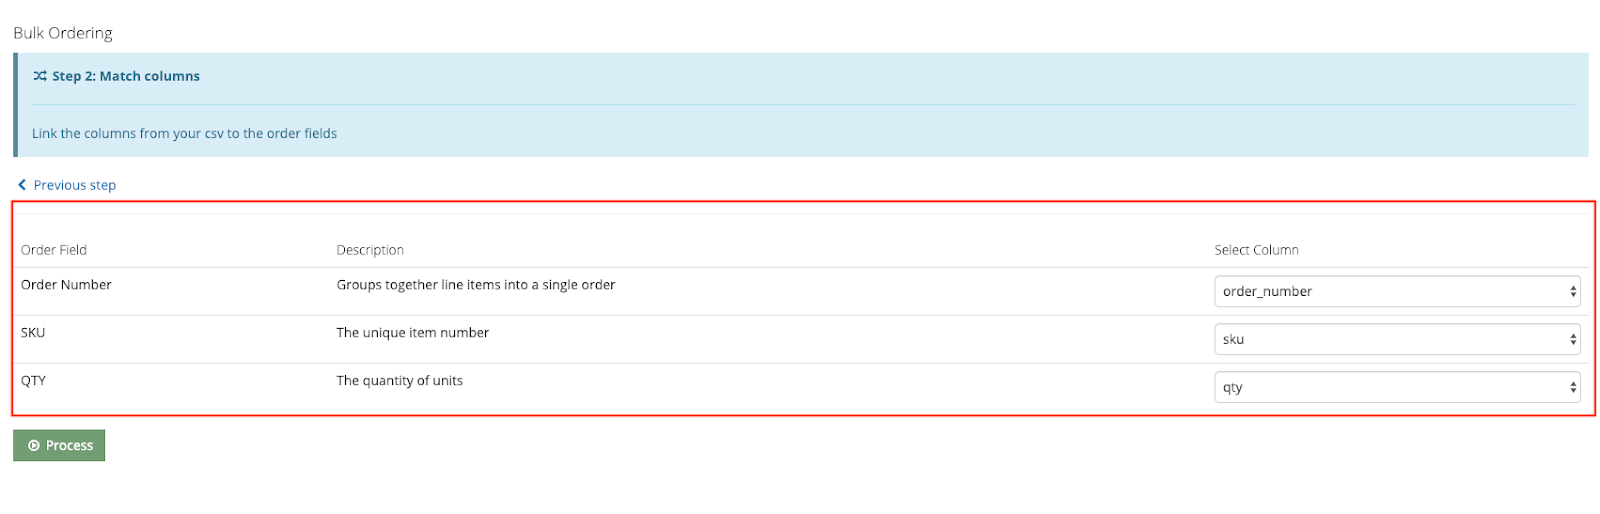 Bulk Ordering
Step 2: Match columns
Link the columns from your csv to the order fields
Previous step
Order Field Description Select Column
Order Number Groups together line items into a single order order_number
SKU The unique item number sku
QTY The quantity of units qty
Process